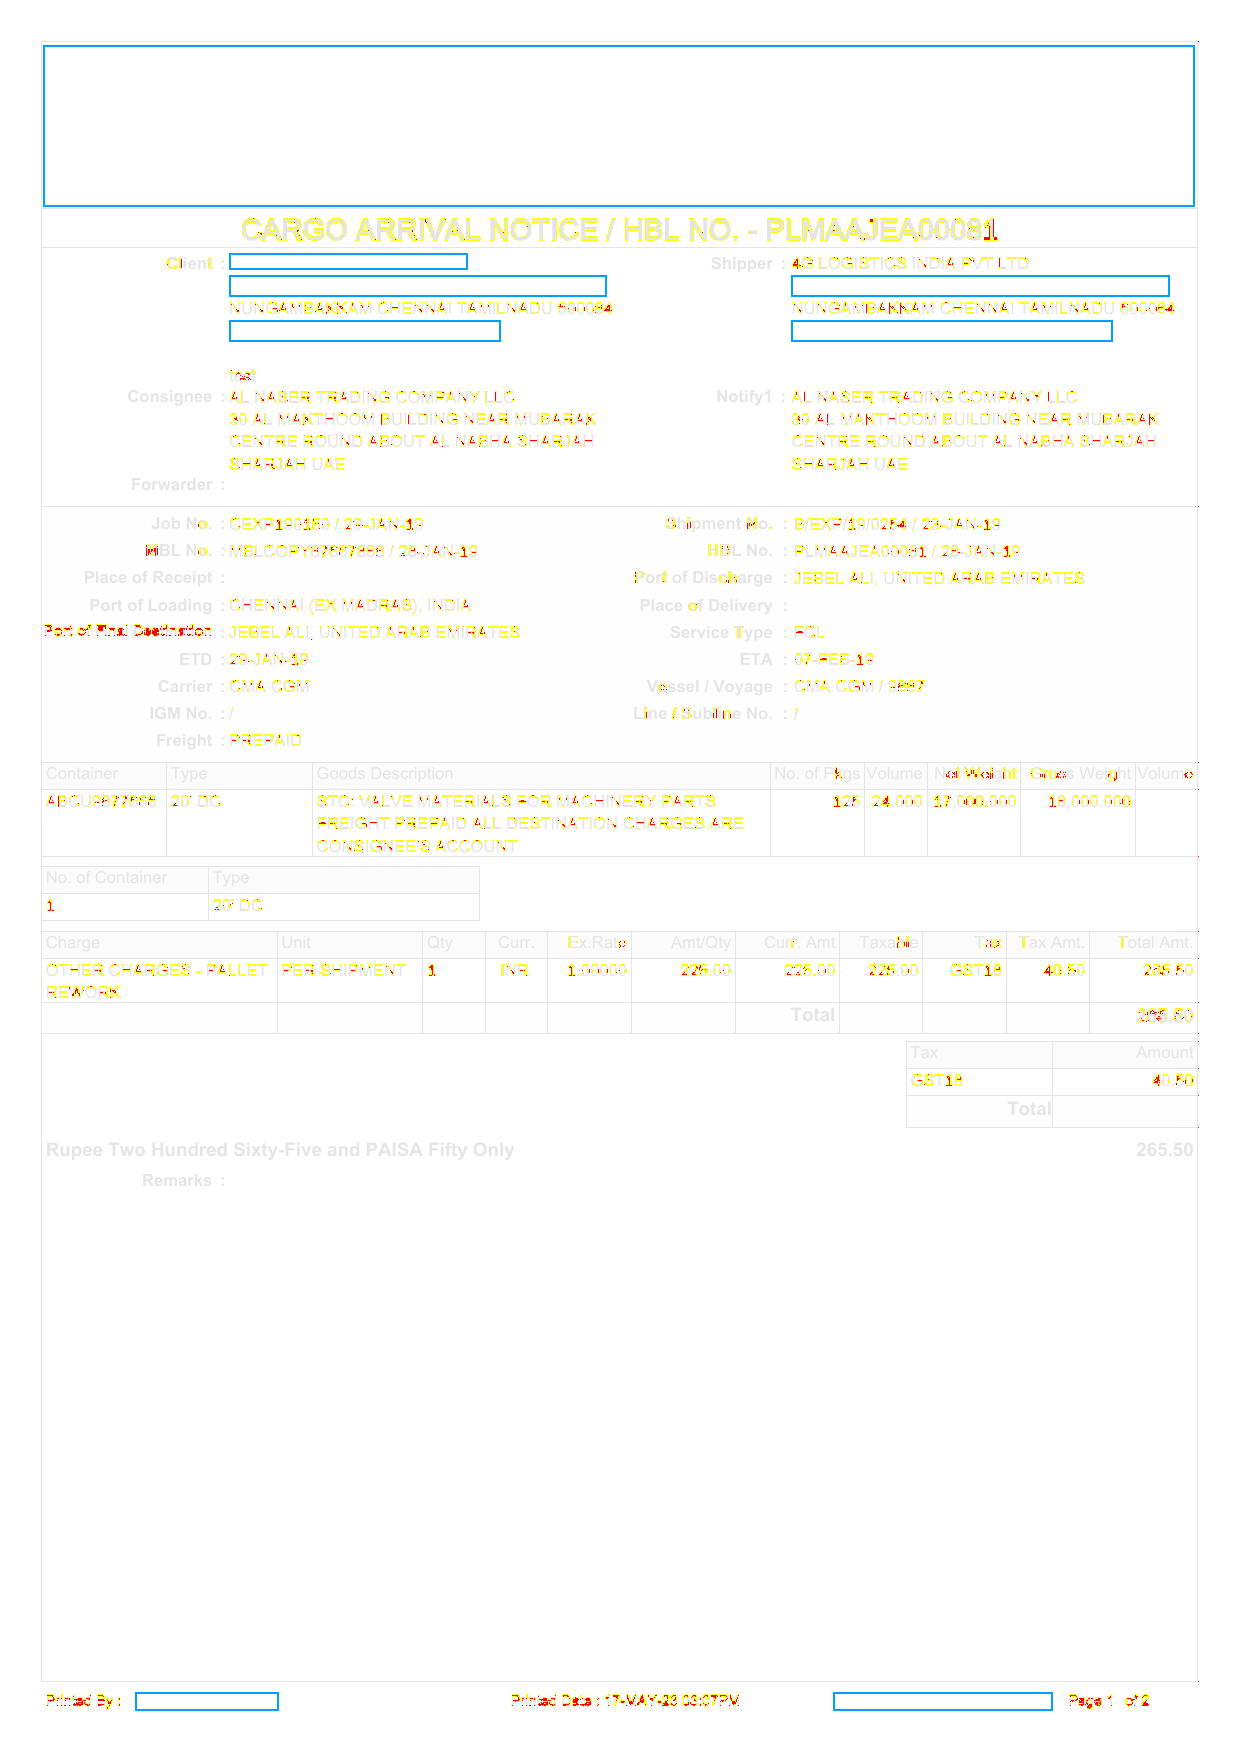 CARGO ARRIVAL NOTICE / HBL NO. - PLMAAJEA00081
Client :
Shipper : 4G LOGISTICS INDIA PVT LTD
NUNGAMBAKKAM CHENNAI TAMILNADU 600034
NUNGAMBAKKAM CHENNAI TAMILNADU 600034
test
Consignee : AL NASER TRADING COMPANY LLC
Notify1 : AL NASER TRADING COMPANY LLC
30 AL MAKTHOOM BUILDING NEAR MUBARAK
30 AL MAKTHOOM BUILDING NEAR MUBARAK
CENTRE ROUND ABOUT AL NABHA SHARJAH
CENTRE ROUND ABOUT AL NABHA SHARJAH
SHARJAH UAE
SHARJAH UAE
Forwarder :
Job No. : / 29-JAN-19
Shipment No. : / 29-JAN-19
MBL No. : / 28-JAN-19
HBL No. : PLMAAJEA00081 / 28-JAN-19
Place of Receipt :
Port of Discharge : JEBEL ALI, UNITED ARAB EMIRATES
Port of Loading : CHENNAI (EX MADRAS), INDIA
Place of Delivery :
Port of Final Destination : JEBEL ALI, UNITED ARAB EMIRATES
Service Type : FCL
ETD : 29-JAN-19
ETA : 07-FEB-19
Carrier : CMA CGM
Vessel / Voyage : CMA CGM /
IGM No. : /
Line / Subline No. : /
Freight : PREPAID
Container Type Goods Description No. of Pkgs Volume Net Weight Gross Weight Volume
20' DC STC: VALVE MATERIALS FOR MACHINERY PARTS 125 24.000 17,000.000 18,000.000
FREIGHT PREPAID ALL DESTINATION CHARGES ARE
CONSIGNEE'S ACCOUNT
No. of Container Type
1 20' DC
Charge Unit Qty Curr. Ex.Rate Amt/Qty Curr. Amt Taxable Tax Tax Amt. Total Amt.
OTHER CHARGES - PALLET PER SHIPMENT 1 INR 1.00000 225.00 225.00 225.00 GST18 40.50 265.50
REWORK
Total 265.50
Tax Amount
GST18 40.50
Total
Rupee Two Hundred Sixty-Five and PAISA Fifty Only 265.50
Remarks :
Printed By :
Printed Date : 17-MAY-23 03:07PM
Page 1 of 2